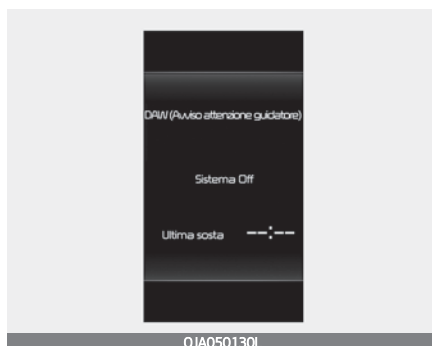 DAW (Avviso attenzione guidatore)
Sistema Off
Ultima sosta --:--
OJA050130L